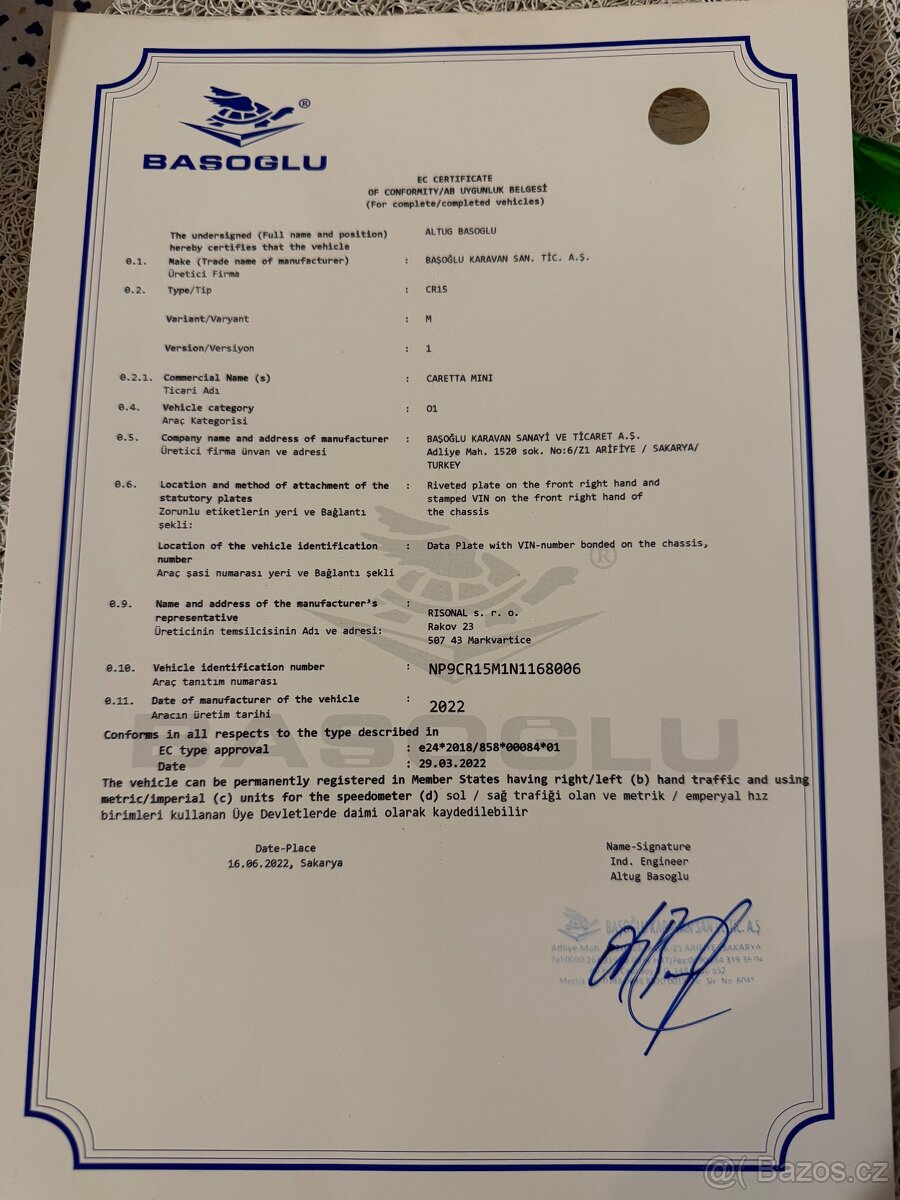 BASOGLU
®
EC CERTIFICATE
OF CONFORMITY/AB UYGUNLUK BELGESİ
(For complete/completed vehicles)
The undersigned (Full name and position) ALTUG BASOGLU
hereby certifies that the vehicle
0.1. Make (Trade name of manufacturer) : BAŞOĞLU KARAVAN SAN. TİC. A.Ş.
Üretici Firma
0.2. Type/Tip : CR15
Variant/Varyant : M
Version/Versiyon : 1
0.2.1. Commercial Name (s) : CARETTA MINI
Ticari Adı
0.4. Vehicle category : O1
Araç Kategorisi
0.5. Company name and address of manufacturer : BAŞOĞLU KARAVAN SANAYİ VE TİCARET A.Ş.
Üretici firma ünvan ve adresi Adliye Mah. 1520 sok. No:6/Z1 ARİFİYE / SAKARYA/
TURKEY
0.6. Location and method of attachment of the : Riveted plate on the front right hand and
statutory plates stamped VIN on the front right hand of
Zorunlu etiketlerin yeri ve Bağlantı the chassis
şekli:
Location of the vehicle identification : Data Plate with VIN-number bonded on the chassis,
number
Araç şasi numarası yeri ve Bağlantı şekli
®
0.9. Name and address of the manufacturer's :
representative RISONAL s. r. o.
Üreticinin temsilcisinin Adı ve adresi: Rakov 23
507 43 Markvartice
0.10. Vehicle identification number : NP9CR15M1N1168006
Araç tanıtım numarası
0.11. Date of manufacturer of the vehicle : 2022
Aracın üretim tarihi
BASOGLU
Conforms in all respects to the type described in
EC type approval : e24*2018/858*00084*01
Date : 29.03.2022
The vehicle can be permanently registered in Member States having right/left (b) hand traffic and using
metric/imperial (c) units for the speedometer (d) sol / sağ trafiği olan ve metrik / emperyal hız
birimleri kullanan Üye Devletlerde daimi olarak kaydedilebilir
Date-Place
16.06.2022, Sakarya
Name-Signature
Ind. Engineer
Altug Basoglu
BAŞOĞLU SAN TİC. A.Ş
Adliye Mah.
@( Bazos.cz